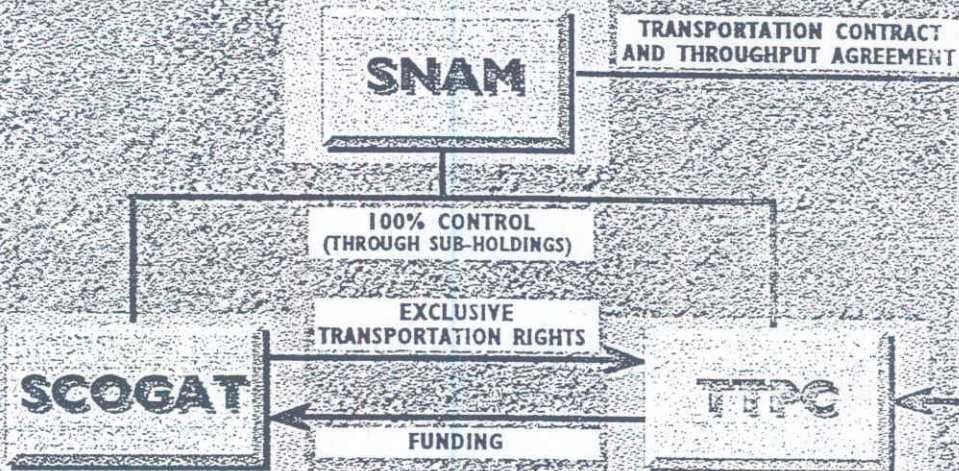 TRANSPORTATION CONTRACT
AND THROUGHPUT AGREEMENT
SNAM
100% CONTROL
(THROUGH SUB-HOLDINGS)
EXCLUSIVE
TRANSPORTATION RIGHTS
SCOGAT
TTPC
FUNDING